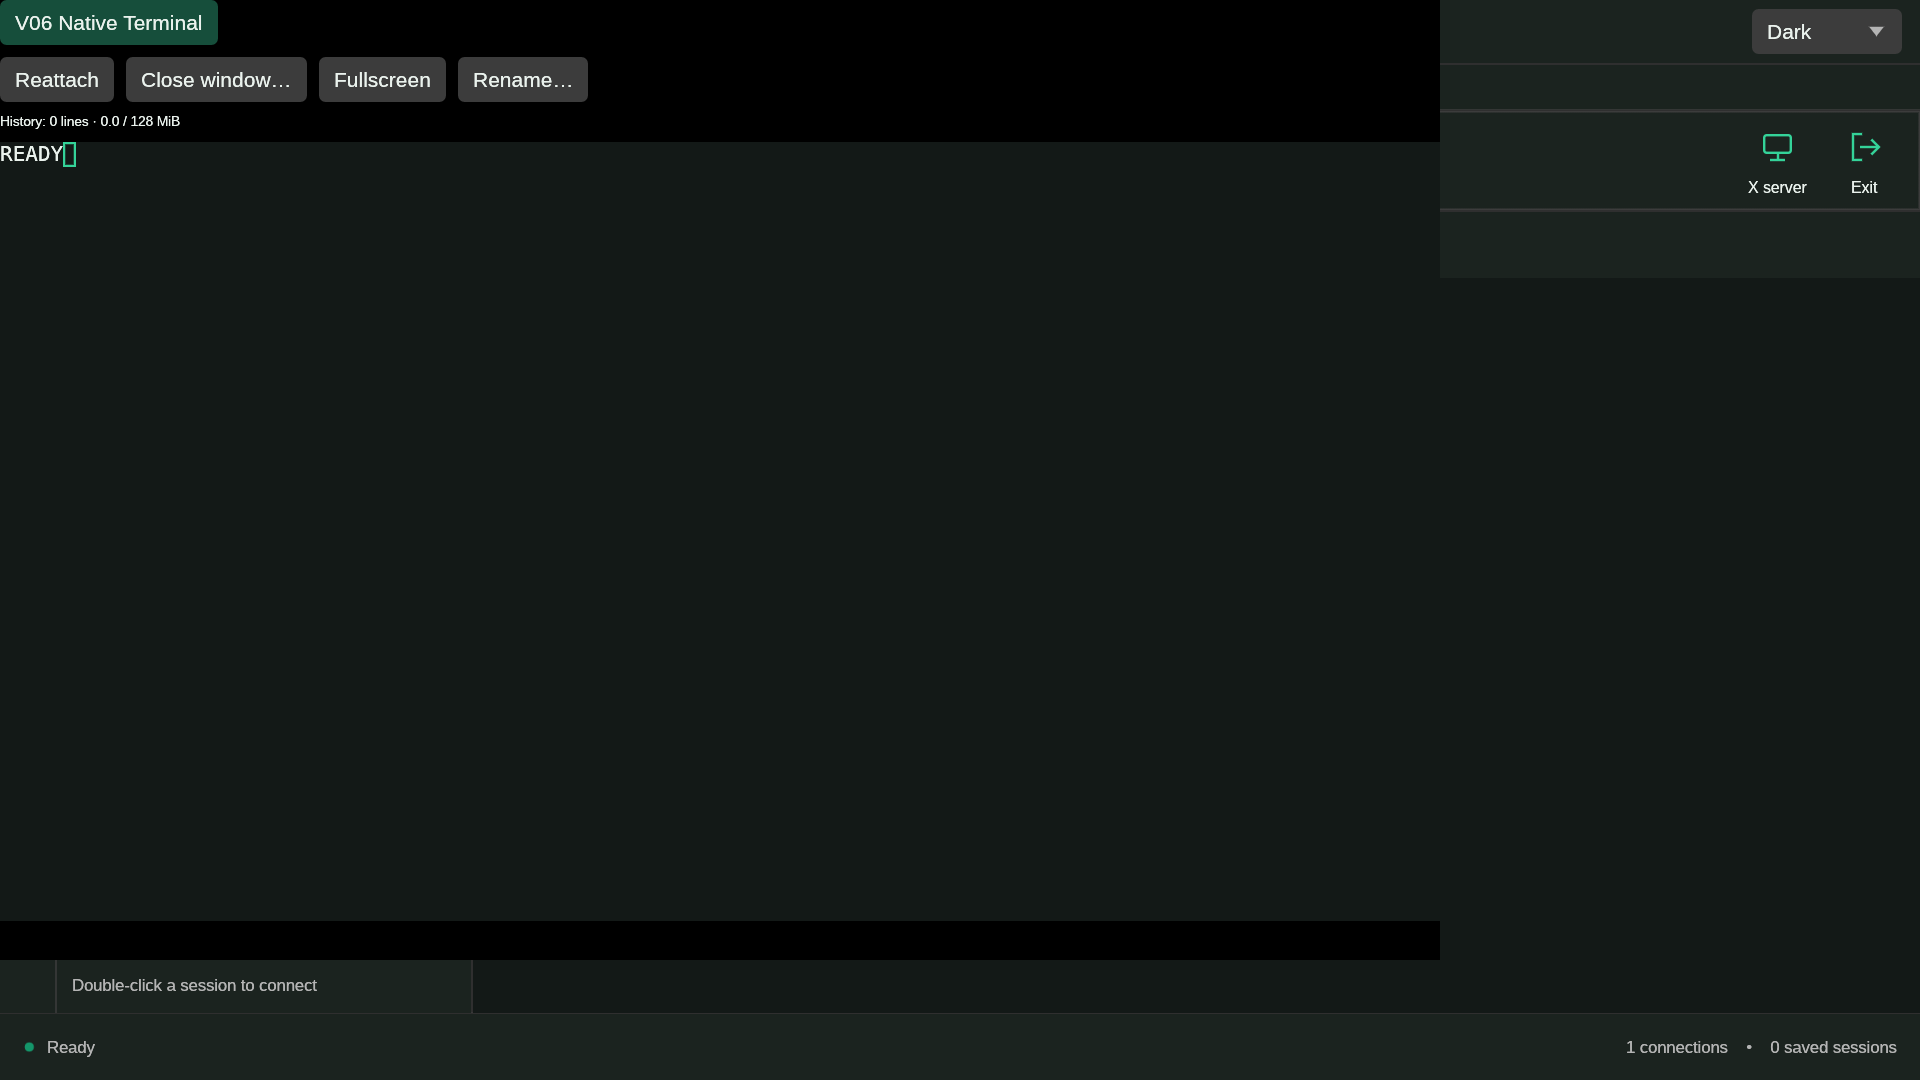 V06 Native Terminal
Dark
Reattach Close window… Fullscreen Rename…
History: 0 lines · 0.0 / 128 MiB
READY
X server Exit
Double-click a session to connect
Ready
1 connections • 0 saved sessions